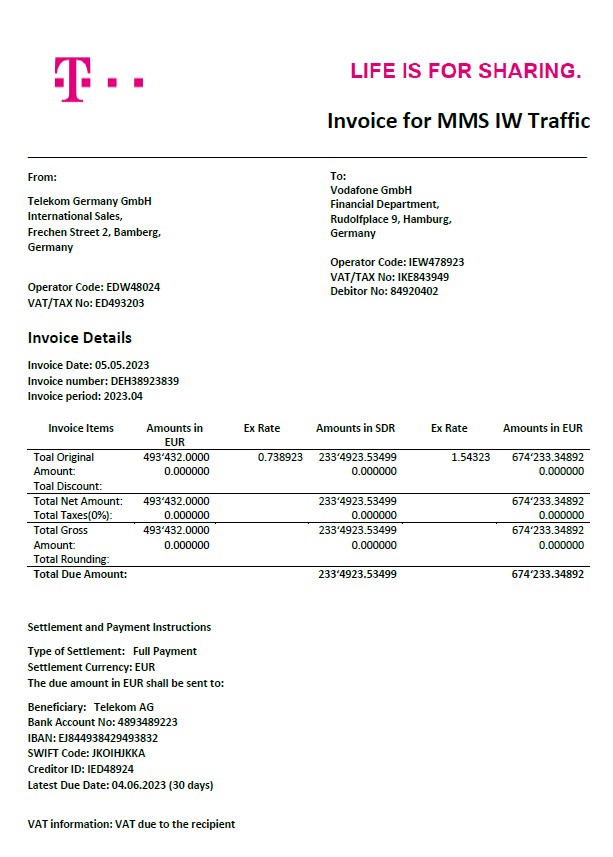 T
LIFE IS FOR SHARING.
Invoice for MMS IW Traffic
From:
Telekom Germany GmbH
International Sales,
Frechen Street 2, Bamberg,
Germany
Operator Code: EDW48024
VAT/TAX No: ED493203
To:
Vodafone GmbH
Financial Department,
Rudolfplace 9, Hamburg,
Germany
Operator Code: IEW478923
VAT/TAX No: IKE843949
Debitor No: 84920402
Invoice Details
Invoice Date: 05.05.2023
Invoice number: DEH38923839
Invoice period: 2023.04
Invoice Items Amounts in EUR Ex Rate Amounts in SDR Ex Rate Amounts in EUR
Toal Original 493‘432.0000 0.738923 233‘4923.53499 1.54323 674‘233.34892
Amount: 0.000000 0.000000 0.000000
Toal Discount:
Total Net Amount: 493‘432.0000 233‘4923.53499 674‘233.34892
Total Taxes(0%): 0.000000 0.000000 0.000000
Total Gross 493‘432.0000 233‘4923.53499 674‘233.34892
Amount: 0.000000 0.000000 0.000000
Total Rounding:
Total Due Amount: 233‘4923.53499 674‘233.34892
Settlement and Payment Instructions
Type of Settlement: Full Payment
Settlement Currency: EUR
The due amount in EUR shall be sent to:
Beneficiary: Telekom AG
Bank Account No: 4893489223
IBAN: EJ844938429493832
SWIFT Code: JKOIHJKKA
Creditor ID: IED48924
Latest Due Date: 04.06.2023 (30 days)
VAT information: VAT due to the recipient